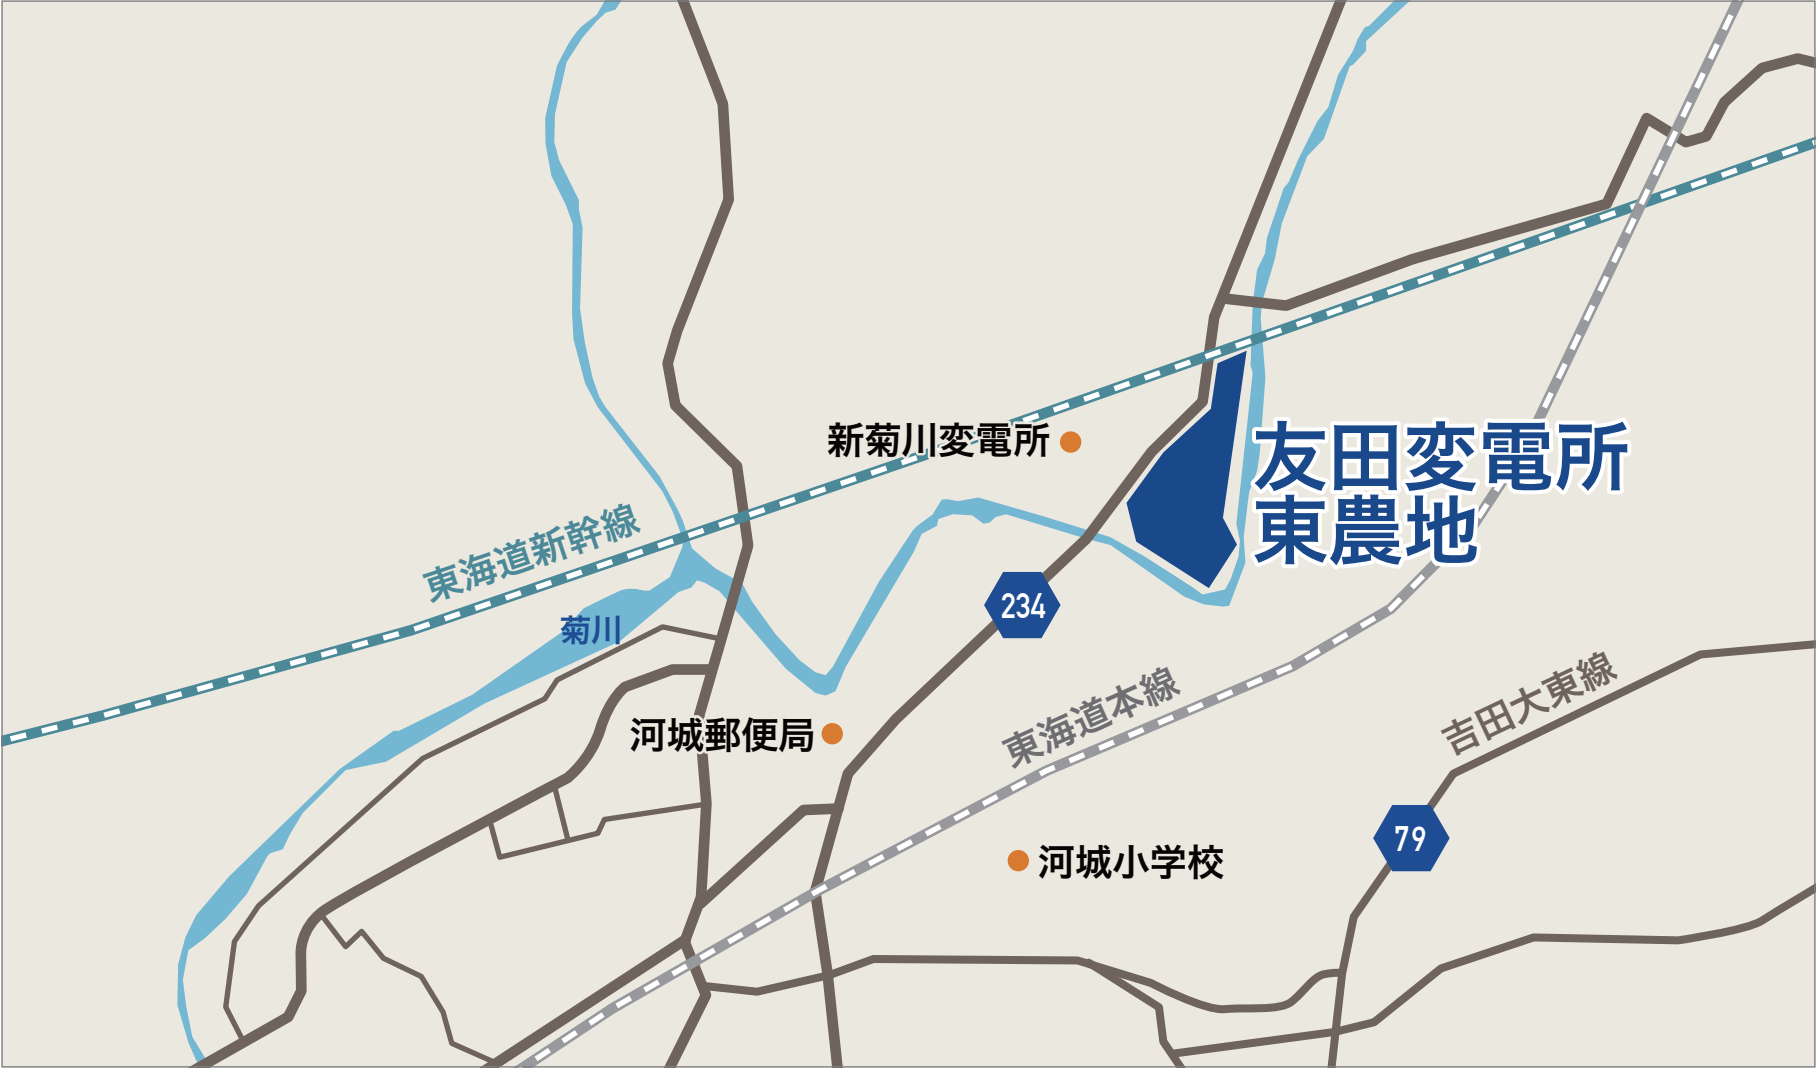 新菊川変電所
友田変電所
東農地
東海道新幹線
菊川
234
東海道本線
吉田大東線
河城郵便局
79
河城小学校